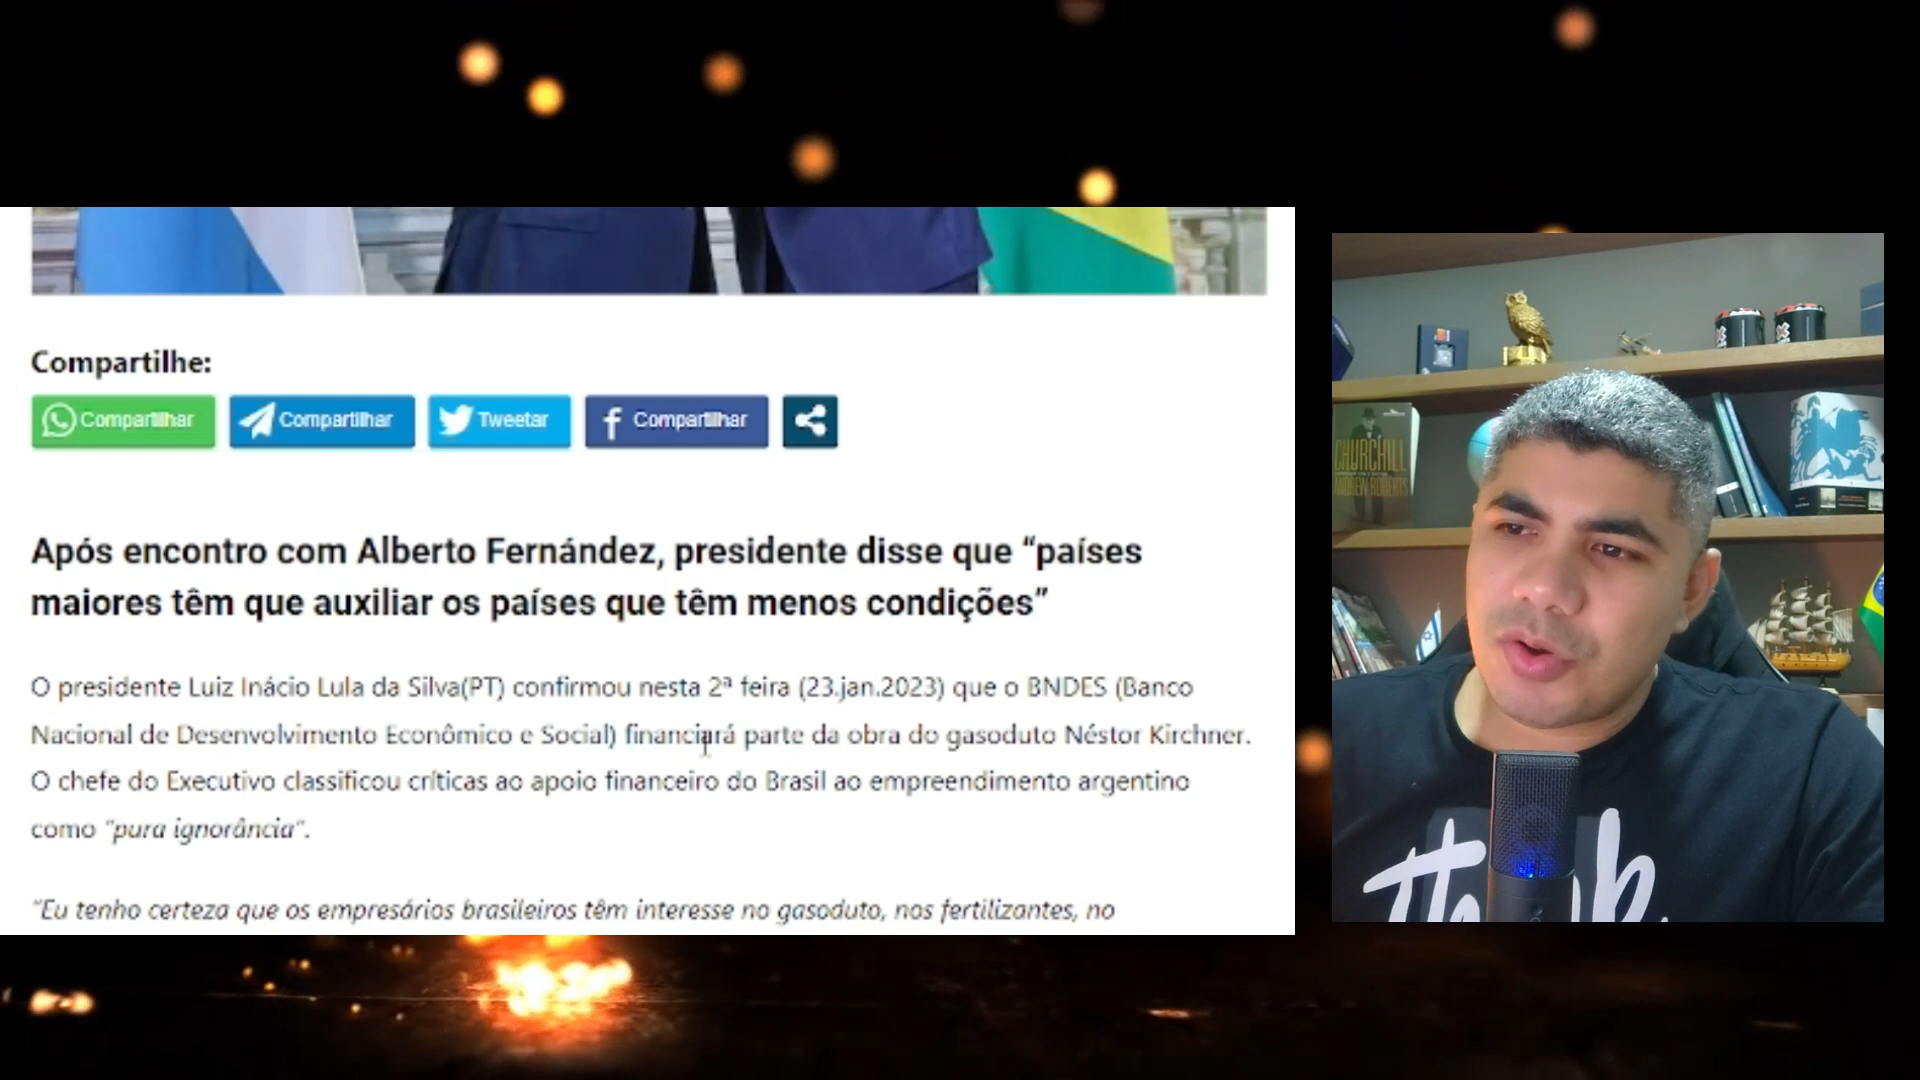 Compartilhe:
Compartilhar
Compartilhar
Tweetar
Compartilhar
Após encontro com Alberto Fernández, presidente disse que “países
maiores têm que auxiliar os países que têm menos condições”
O presidente Luiz Inácio Lula da Silva(PT) confirmou nesta 2ª feira (23.jan.2023) que o BNDES (Banco
Nacional de Desenvolvimento Econômico e Social) financiará parte da obra do gasoduto Néstor Kirchner.
O chefe do Executivo classificou críticas ao apoio financeiro do Brasil ao empreendimento argentino
como “pura ignorância”.
“Eu tenho certeza que os empresários brasileiros têm interesse no gasoduto, nos fertilizantes, no
CHURCHILL
ANDREW ROBERTS